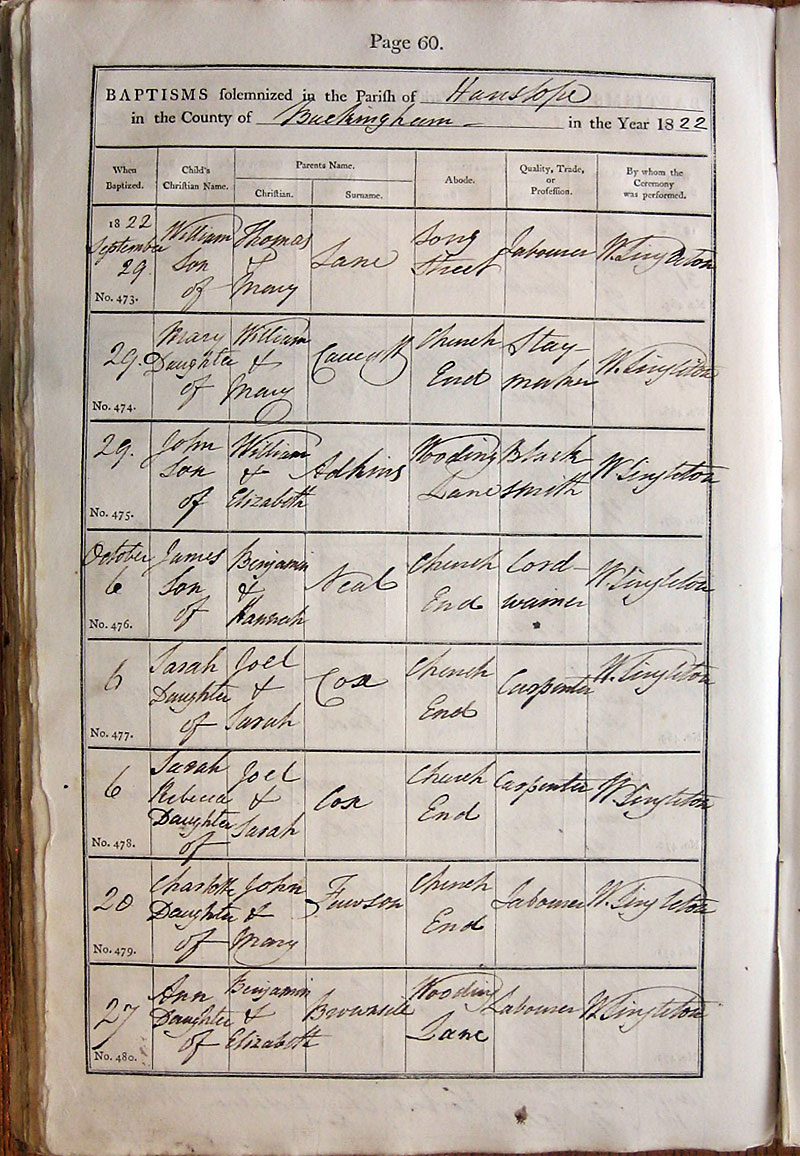 Page 60.
BAPTISMS solemnized in the Parish of Hanslope
in the County of Buckingham in the Year 1822
When Baptized. Child's Christian Name. Parents Name. Christian. Surname. Abode. Quality, Trade, or Profession. By whom the Ceremony was performed.
1822 September 29 No. 473. William Son of Thomas & Mary Lane Long Street Labourer W. Singleton
29. No. 474. Mary Daughter of William & Mary Church End Stay-maker W. Singleton
29. No. 475. John Son of William & Elizabeth Adkins Wooding Lane Black smith W Singleton
October 6 No. 476. James Son of Benjamin & Hannah Neal Church End Cord-wainer W Singleton
6 No. 477. Sarah Daughter of Joel & Sarah Cox Church End Carpenter W. Singleton
6 No. 478. Sarah Rebecca Daughter of Joel & Sarah Cox Church End Carpenter W Singleton
20 No. 479. Charlotte Daughter of John & Mary Church End Labourer W. Singleton
27 No. 480. Ann Daughter of Benjamin & Elizabeth Wooding Lane Labourer W Singleton